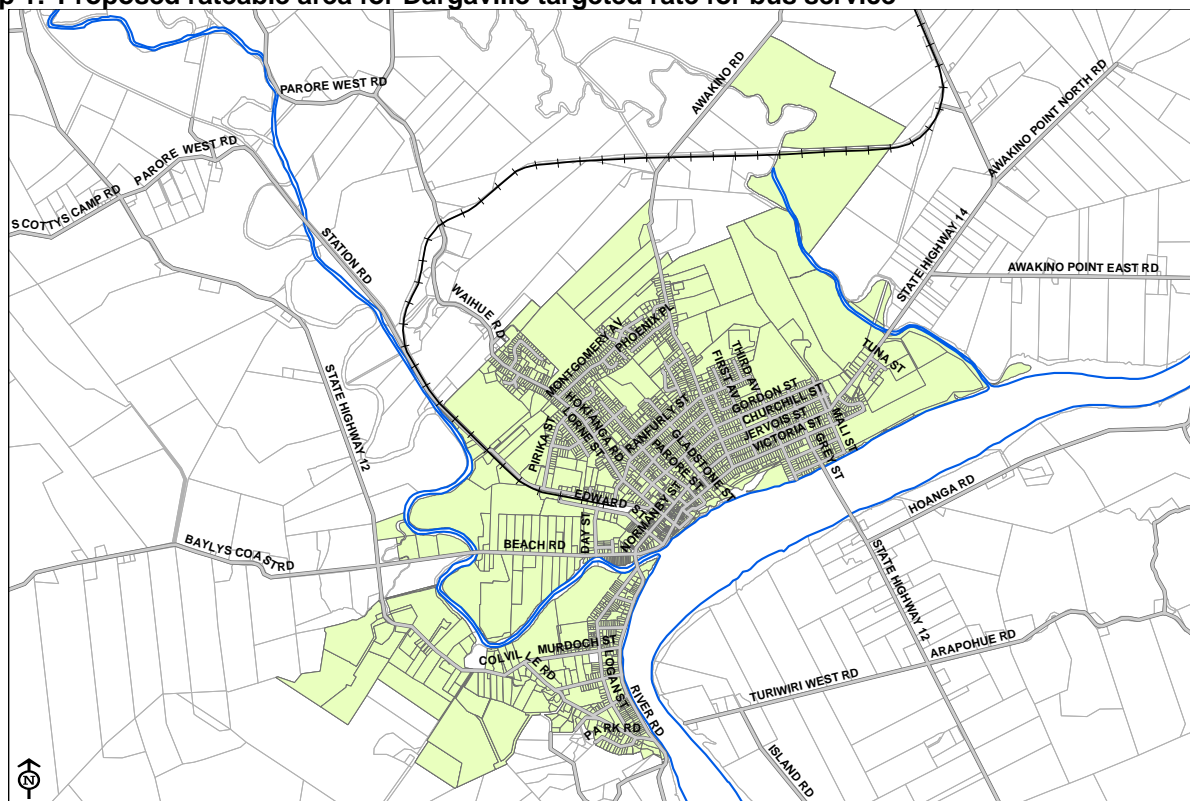 p 1: Proposed rateable area for Dargaville targeted rate for bus service
PARORE WEST RD
AWAKINO RD
AWAKINO POINT NORTH RD
PARORE WEST RD
SCOTTYS CAMP RD
STATION RD
STATE HIGHWAY 14
AWAKINO POINT EAST RD
WAIHUE RD
MONTGOMERY AV
PHOENIX PL
TUNA ST
THIRD AV
FIRST AV
STATE HIGHWAY 12
GORDON ST
CHURCHILL ST
HOKIANGA RD
LORNE ST
RANFURLY ST
JERVOIS ST
VICTORIA ST
MALI ST
GREY ST
PIRIKA ST
GLADSTONE ST
PARORE ST
EDWARD ST
NORMANBY ST
HOANGA RD
DAY ST
BEACH RD
BAYLYS COAST RD
STATE HIGHWAY 12
ARAPOHUE RD
MURDOCH ST
COLVILLE RD
LOGAN ST
TURIWIRI WEST RD
RIVER RD
PARK RD
ISLAND RD
N